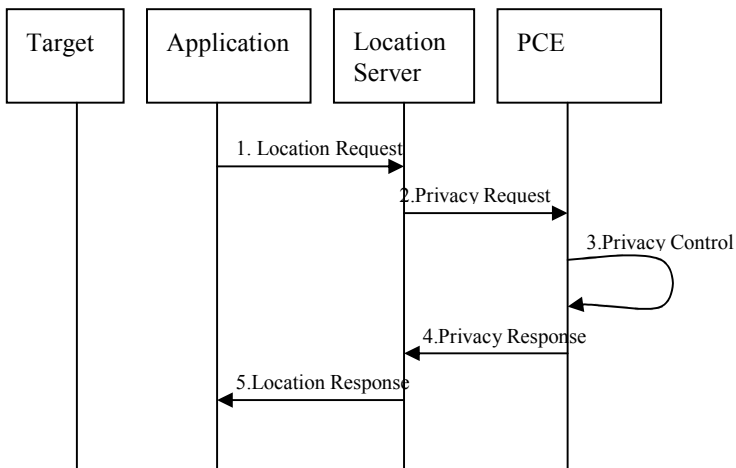 Target
Application
Location
Server
PCE
1. Location Request
2.Privacy Request
3.Privacy Control
4.Privacy Response
5.Location Response